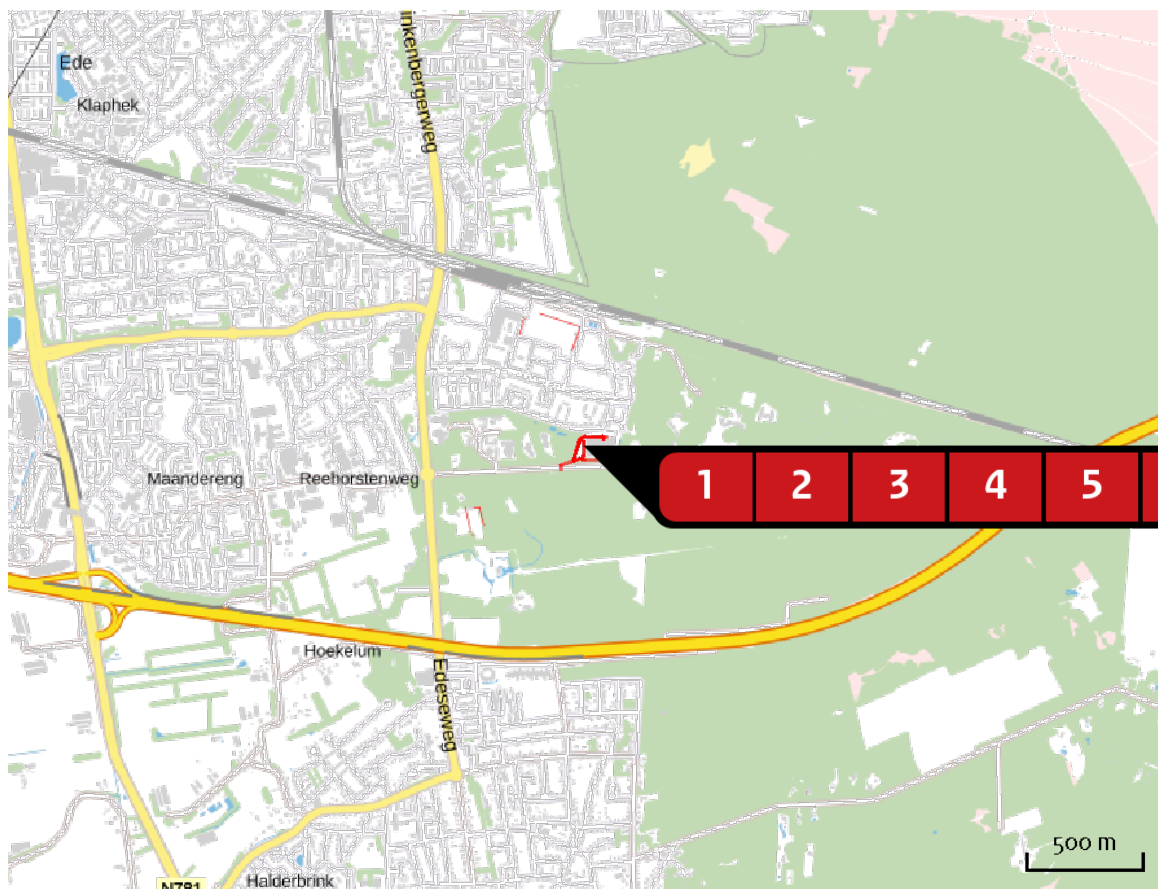 Ede
Klaphek
inkenbergerweg
Maandereng
Reehorstenweg
1 2 3 4 5
Hoekelum
Edeseweg
500 m
Halderbrink
N781